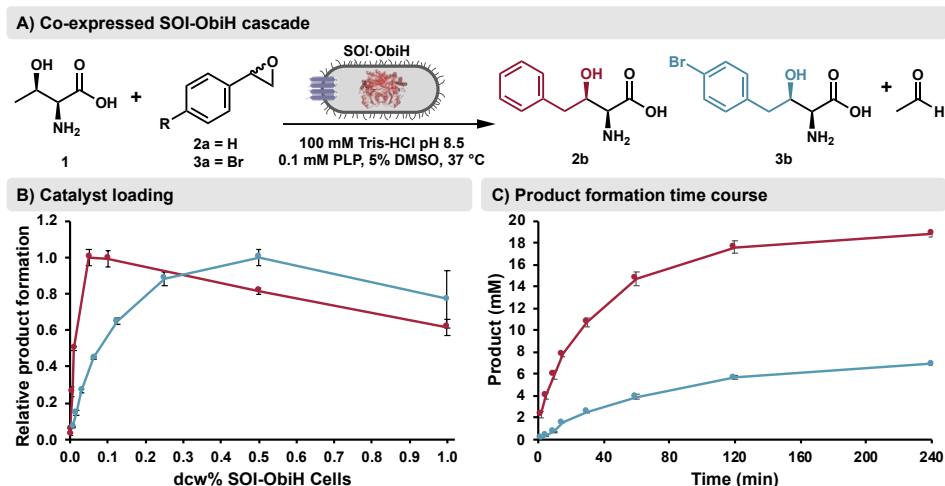 A) Co-expressed SOI-ObiH cascade
SOI·ObiH
OH
O
OH
NH₂
1
+
O
R
2a = H
3a = Br
100 mM Tris-HCl pH 8.5
0.1 mM PLP, 5% DMSO, 37 °C
OH
O
OH
NH₂
2b
Br
OH
O
OH
NH₂
3b
+
O
H
B) Catalyst loading
Relative product formation
1.2
1.0
0.8
0.6
0.4
0.2
0.0
0.0 0.1 0.2 0.3 0.4 0.5 0.6 0.7 0.8 0.9 1.0
dcw% SOI-ObiH Cells
C) Product formation time course
Product (mM)
20
18
16
14
12
10
8
6
4
2
0
0 40 80 120 160 200 240
Time (min)